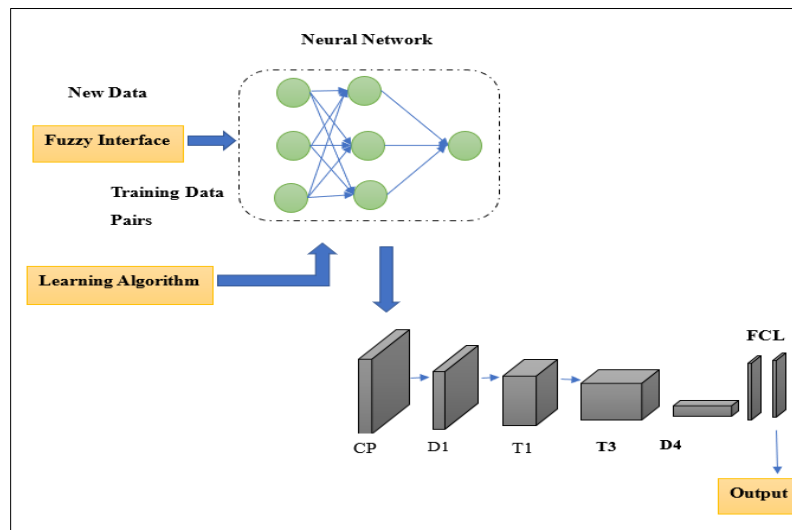 Neural Network
New Data
Fuzzy Interface
Training Data
Pairs
Learning Algorithm
FCL
CP
D1
T1
T3
D4
Output